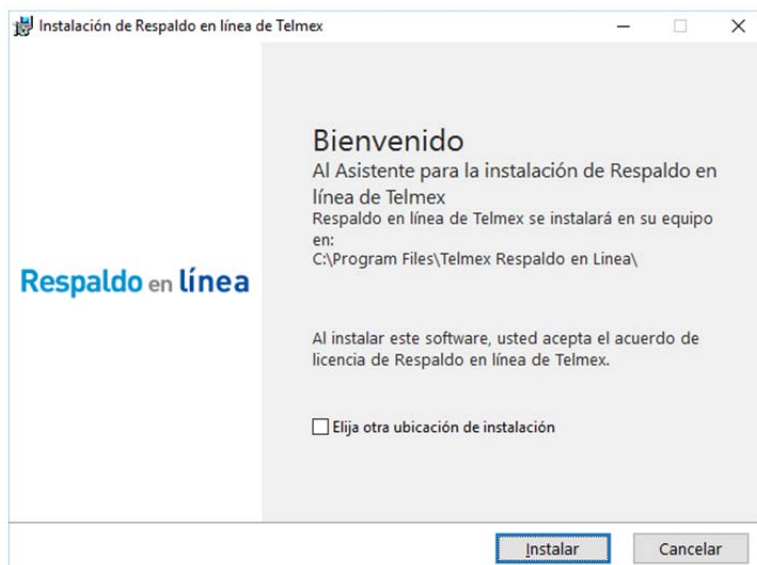 Instalación de Respaldo en línea de Telmex
Bienvenido
Al Asistente para la instalación de Respaldo en
línea de Telmex
Respaldo en línea de Telmex se instalará en su equipo
en:
C:\Program Files\Telmex Respaldo en Linea\
Respaldo en línea
Al instalar este software, usted acepta el acuerdo de
licencia de Respaldo en línea de Telmex.
Elija otra ubicación de instalación
Instalar
Cancelar